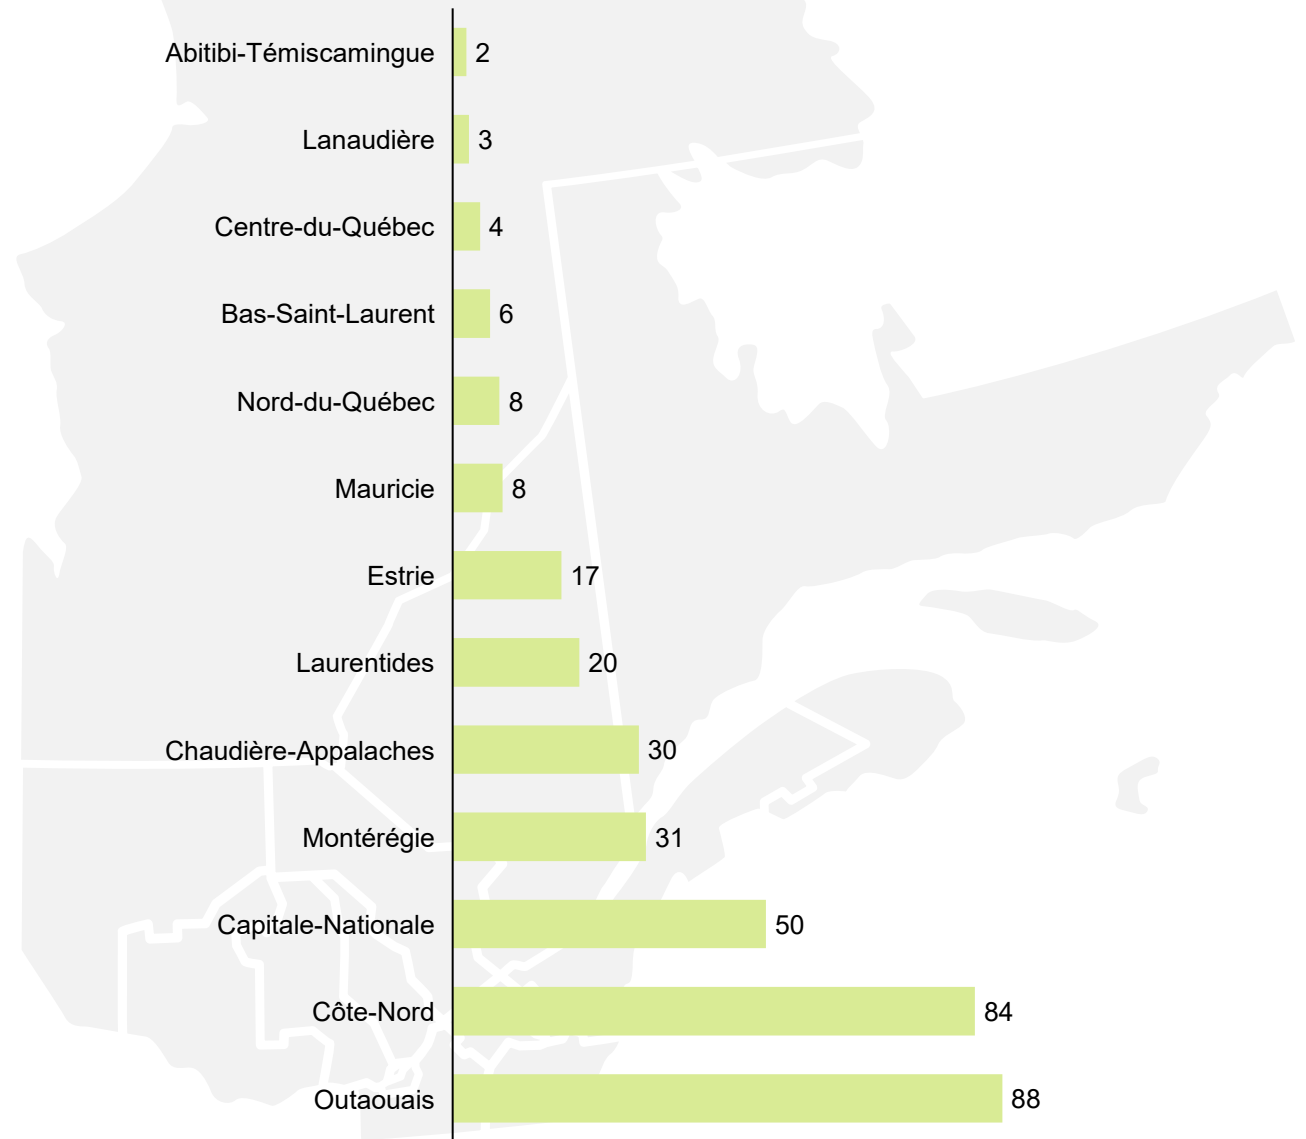 Abitibi-Témiscamingue 2
Lanaudière 3
Centre-du-Québec 4
Bas-Saint-Laurent 6
Nord-du-Québec 8
Mauricie 8
Estrie 17
Laurentides 20
Chaudière-Appalaches 30
Montérégie 31
Capitale-Nationale 50
Côte-Nord 84
Outaouais 88